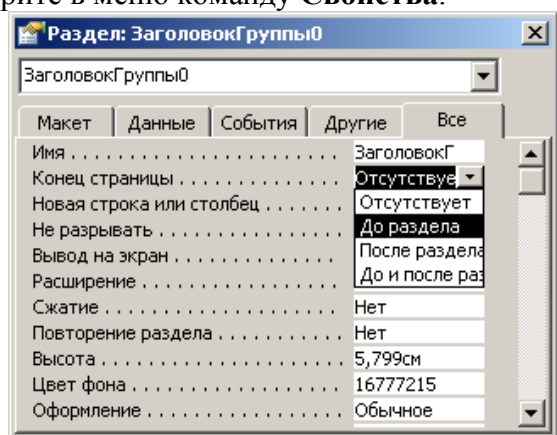 рите в меню команду Свойства.
Раздел: ЗаголовокГруппы0
ЗаголовокГруппы0
Макет Данные События Другие Все
Имя . . . . . . . . . . . . . . . . . . . . . . . ЗаголовокГ
Конец страницы . . . . . . . . . . . . . Отсутствуе
Новая строка или столбец . . . . . . . Отсутствует
Не разрывать . . . . . . . . . . . . . . . До раздела
Вывод на экран . . . . . . . . . . . . . . После раздела
Расширение . . . . . . . . . . . . . . . . До и после раз
Сжатие . . . . . . . . . . . . . . . . . . . . Нет
Повторение раздела . . . . . . . . . . . Нет
Высота . . . . . . . . . . . . . . . . . . . . 5,799см
Цвет фона . . . . . . . . . . . . . . . . . 16777215
Оформление . . . . . . . . . . . . . . . . Обычное